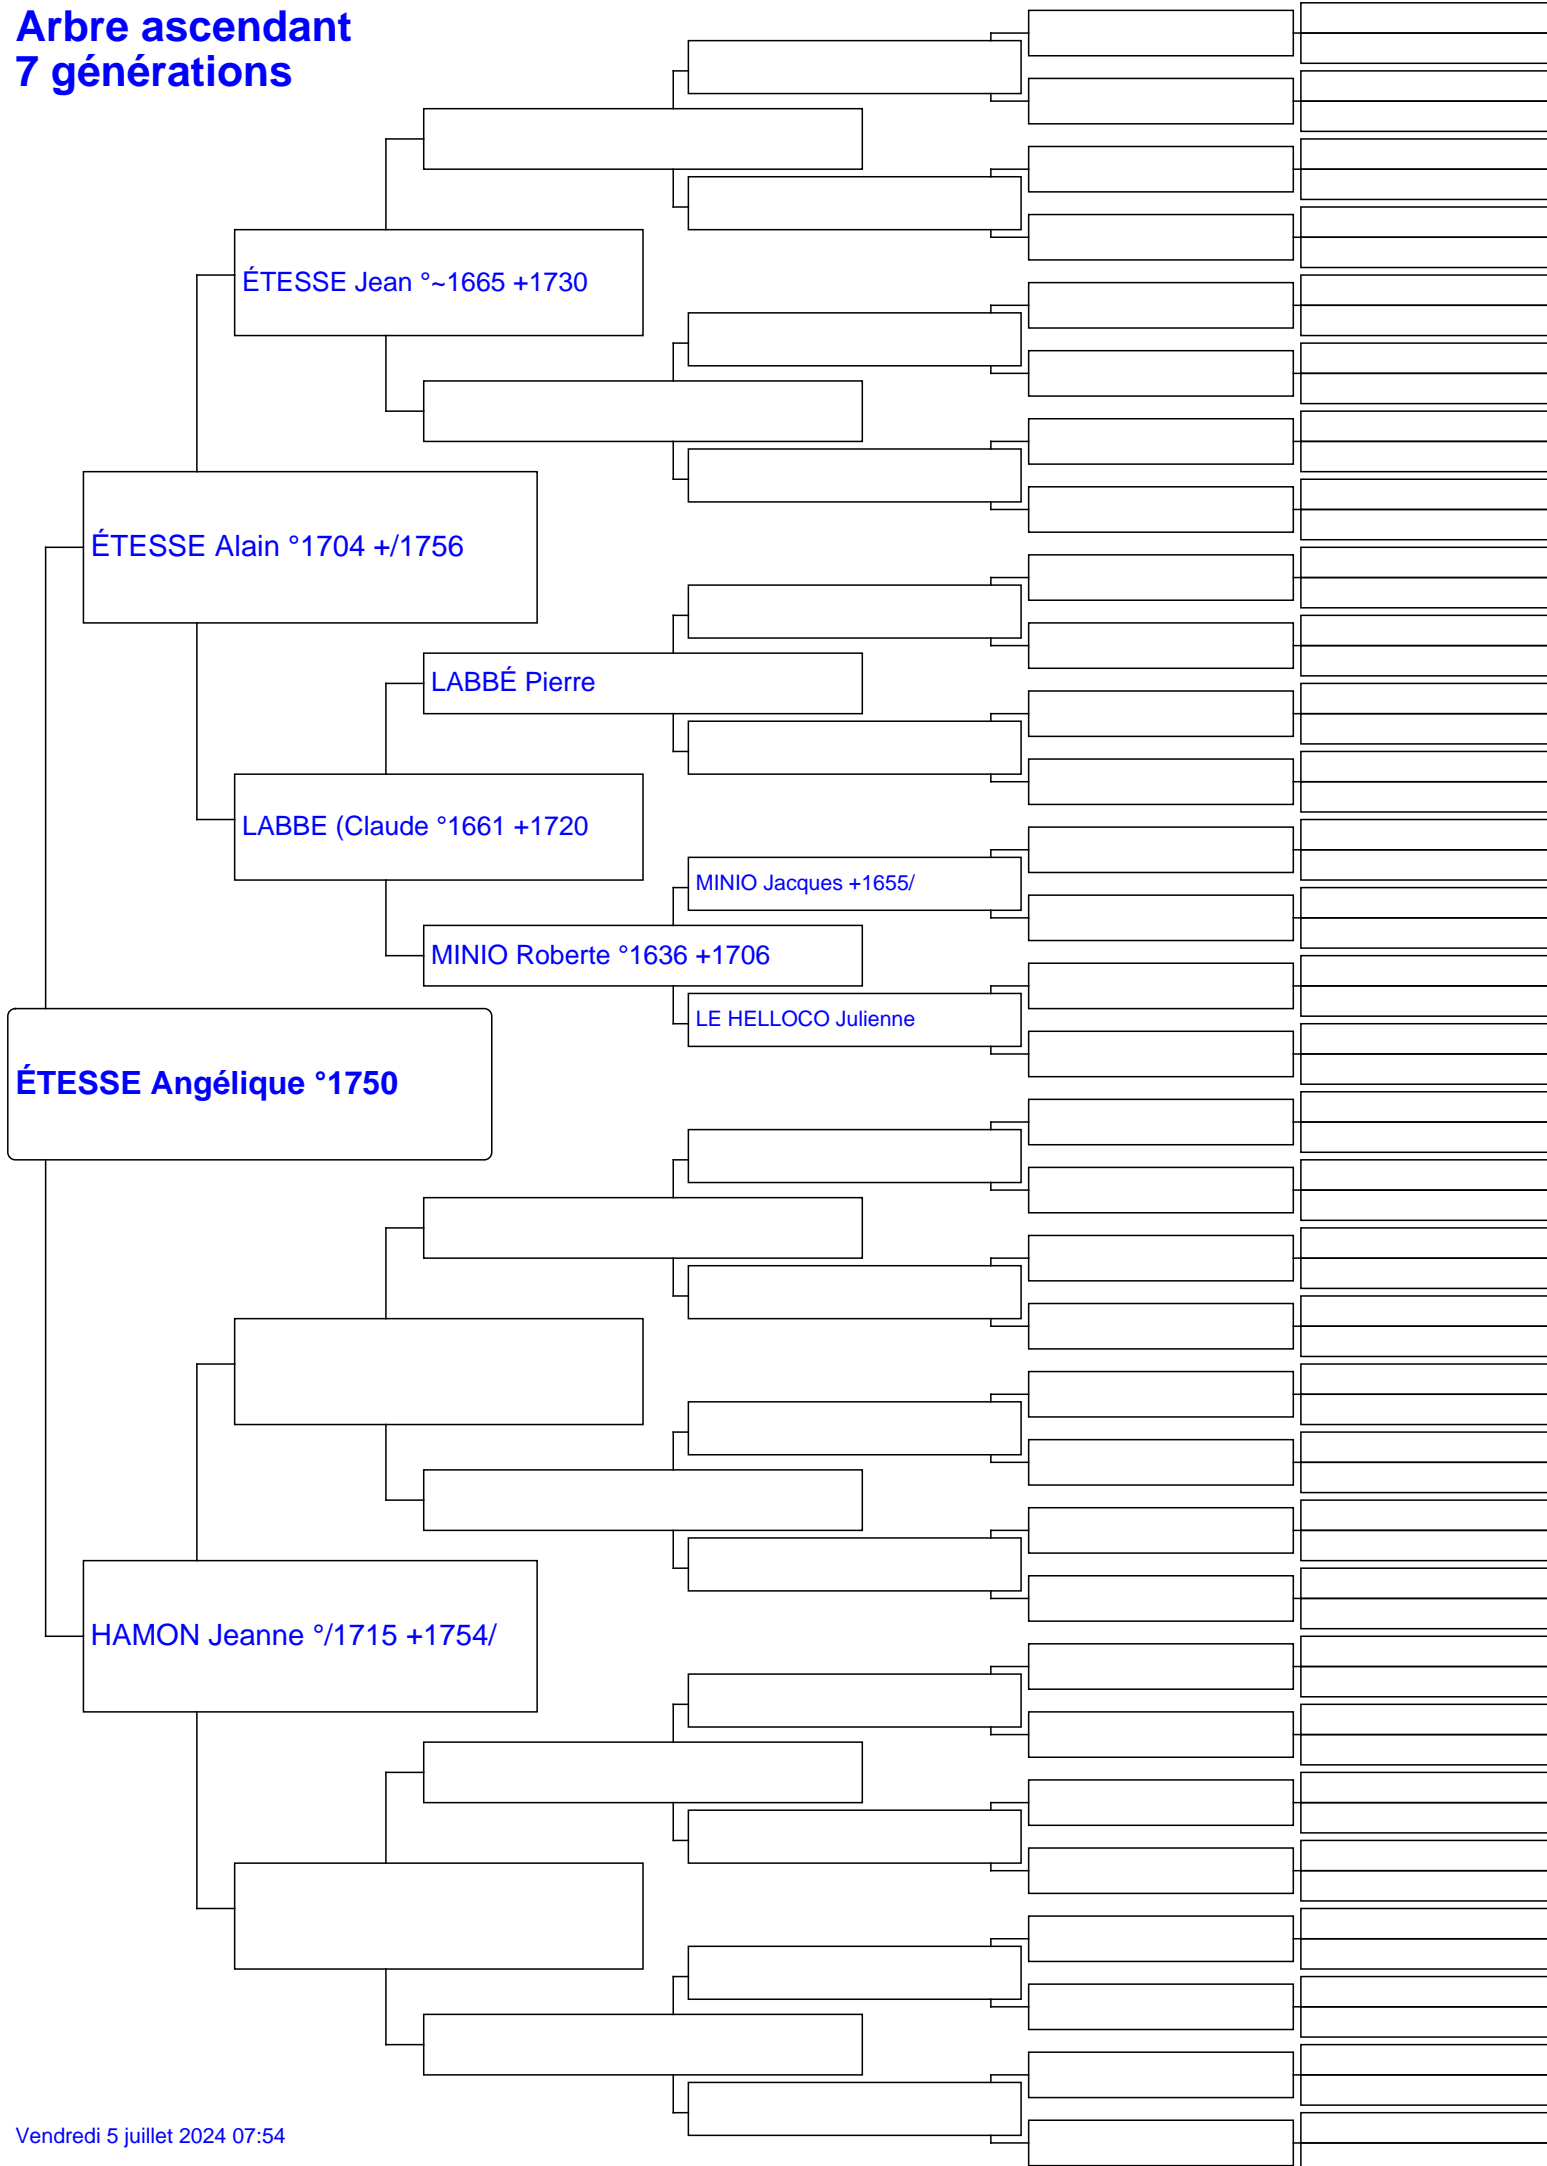 Arbre ascendant
7 générations
ÉTESSE Jean °~1665 +1730
ÉTESSE Alain °1704 +/1756
LABBÉ Pierre
LABBE (Claude °1661 +1720
MINIO Jacques +1655/
MINIO Roberte °1636 +1706
LE HELLOCO Julienne
ÉTESSE Angélique °1750
HAMON Jeanne °/1715 +1754/
Vendredi 5 juillet 2024 07:54